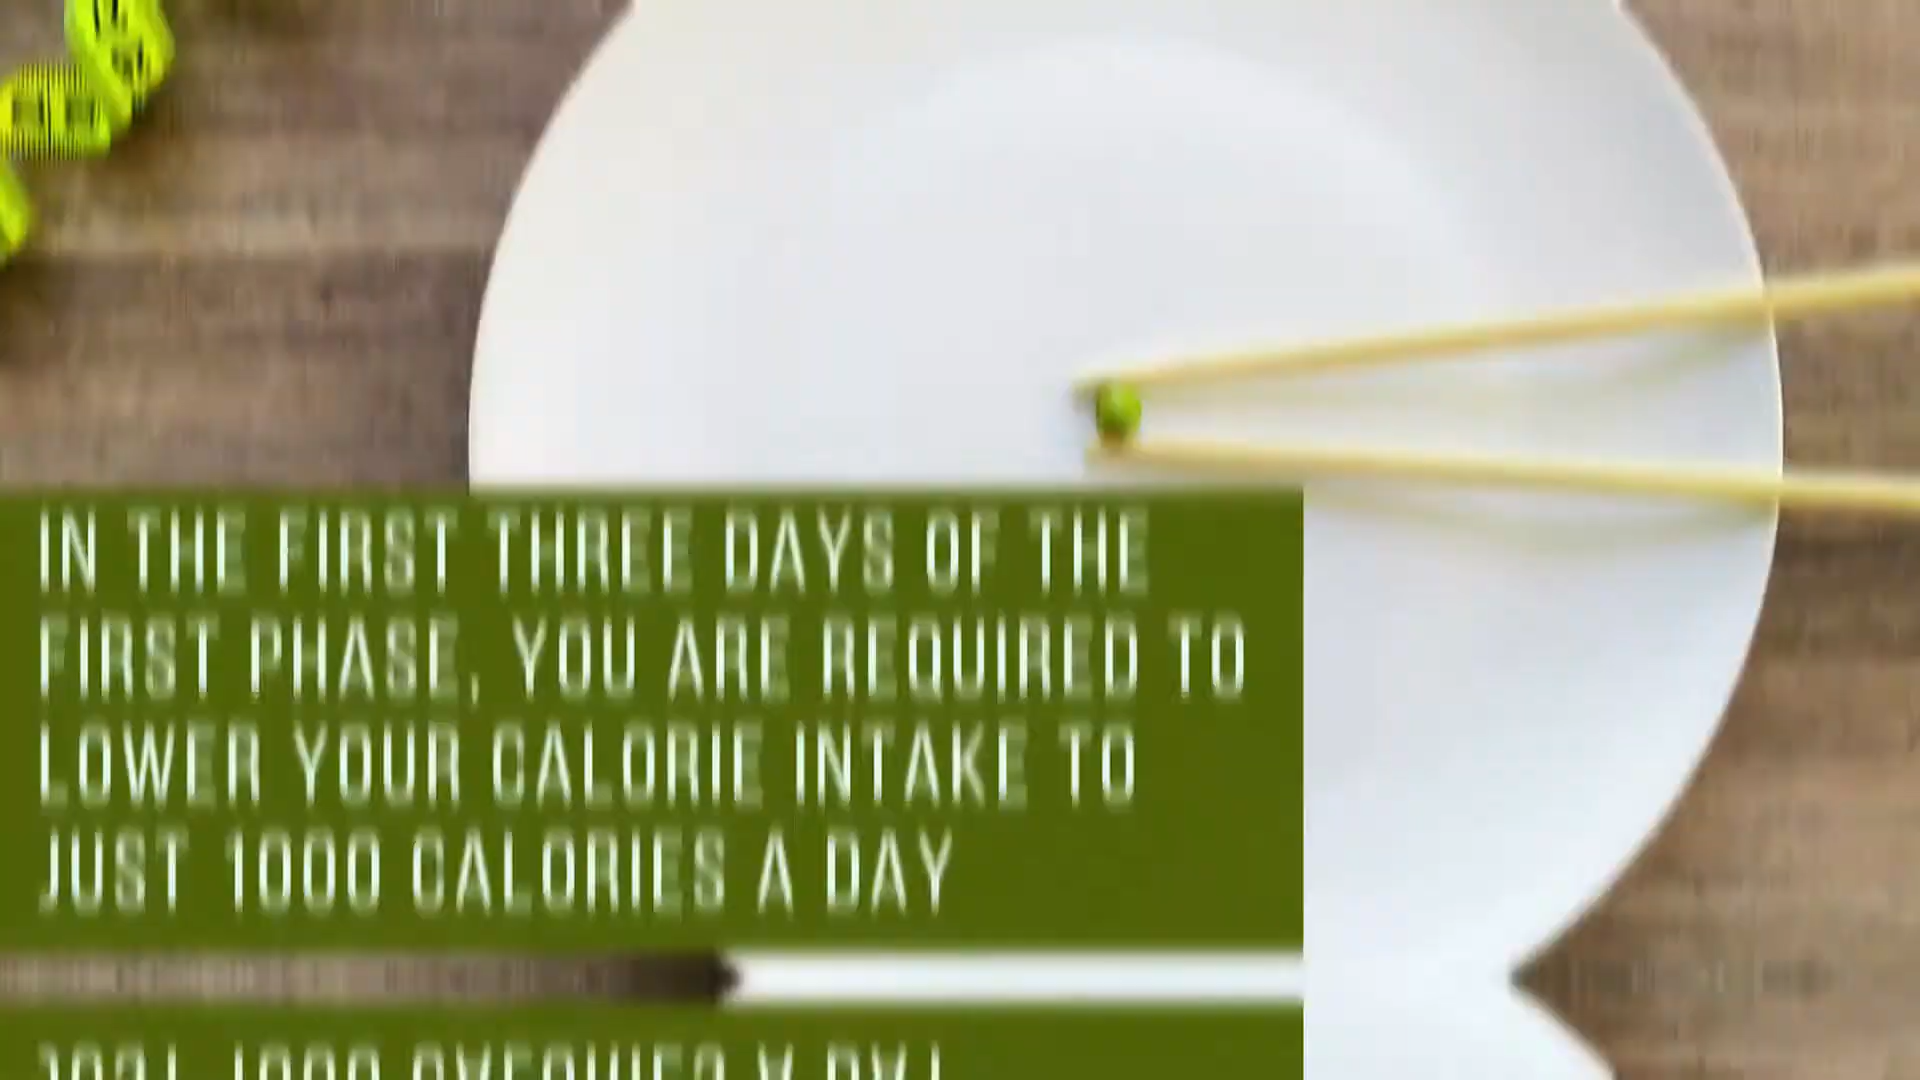 IN THE FIRST THREE DAYS OF THE
FIRST PHASE, YOU ARE REQUIRED TO
LOWER YOUR CALORIE INTAKE TO
JUST 1000 CALORIES A DAY